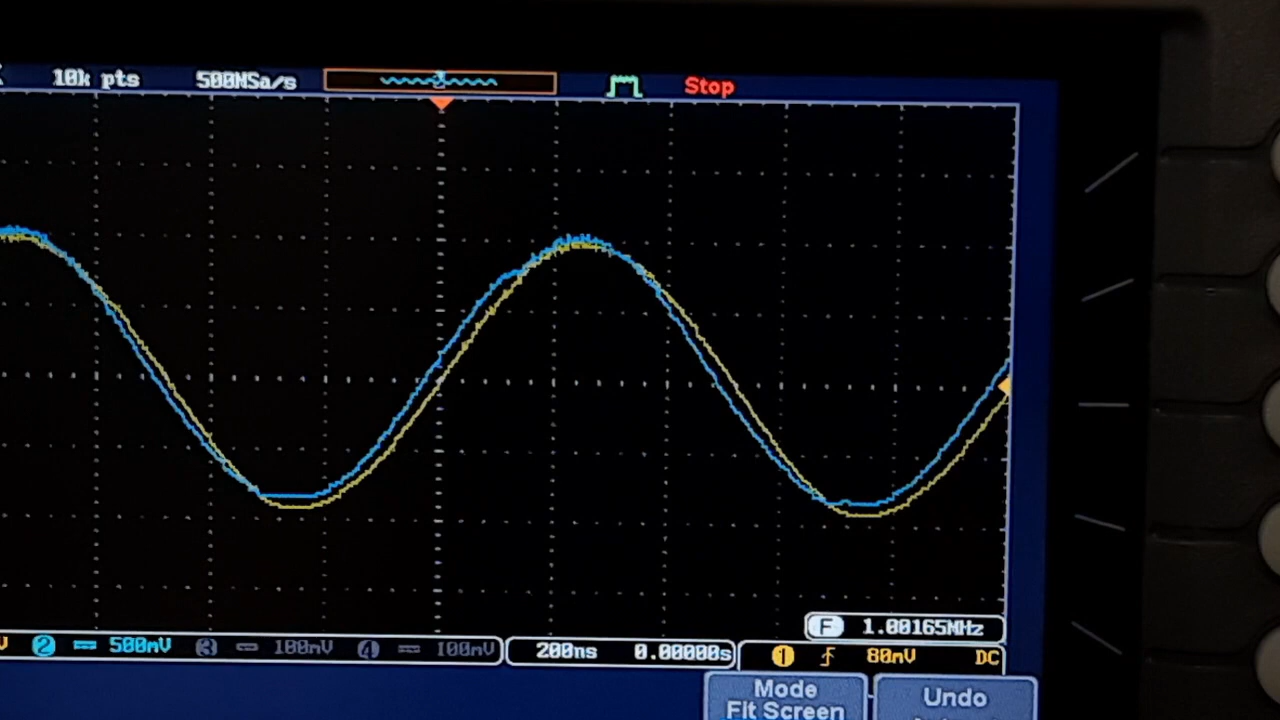 10k pts 500MSa/s Stop
F 1.00165MHz
V 2 500mV 3 100mV 4 100mV 200ns 0.00000s 1 80mV DC
Mode Undo
Fit Screen